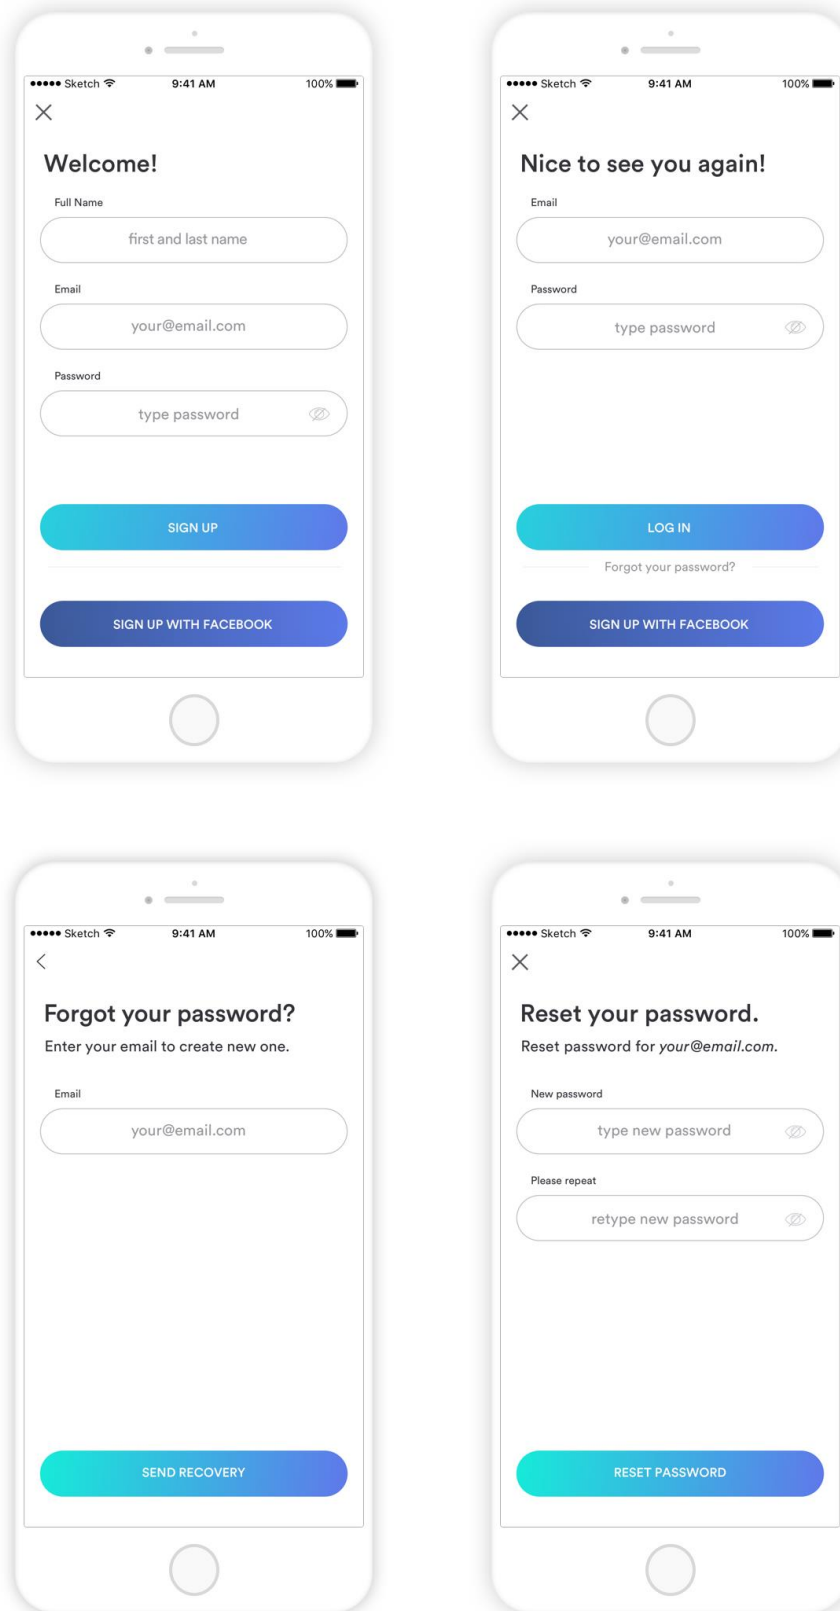 Sketch 9:41 AM 100%
Welcome!
Full Name
first and last name
Email
your@email.com
Password
type password
SIGN UP
SIGN UP WITH FACEBOOK
Sketch 9:41 AM 100%
Nice to see you again!
Email
your@email.com
Password
type password
LOG IN
Forgot your password?
SIGN UP WITH FACEBOOK
Sketch 9:41 AM 100%
Forgot your password?
Enter your email to create new one.
Email
your@email.com
SEND RECOVERY
Sketch 9:41 AM 100%
Reset your password.
Reset password for your@email.com.
New password
type new password
Please repeat
retype new password
RESET PASSWORD